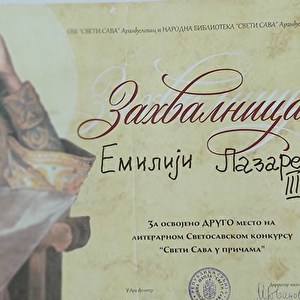 "СВЕТИ САВА" Аранђеловац и НАРОДНА БИБЛИОТЕКА "СВЕТИ САВА" Аранђ
Захвалница
Емилији Лазаре
III
За освојено ДРУГО место на
литерарном Светосавском конкурсу
"Свети Сава у причама"